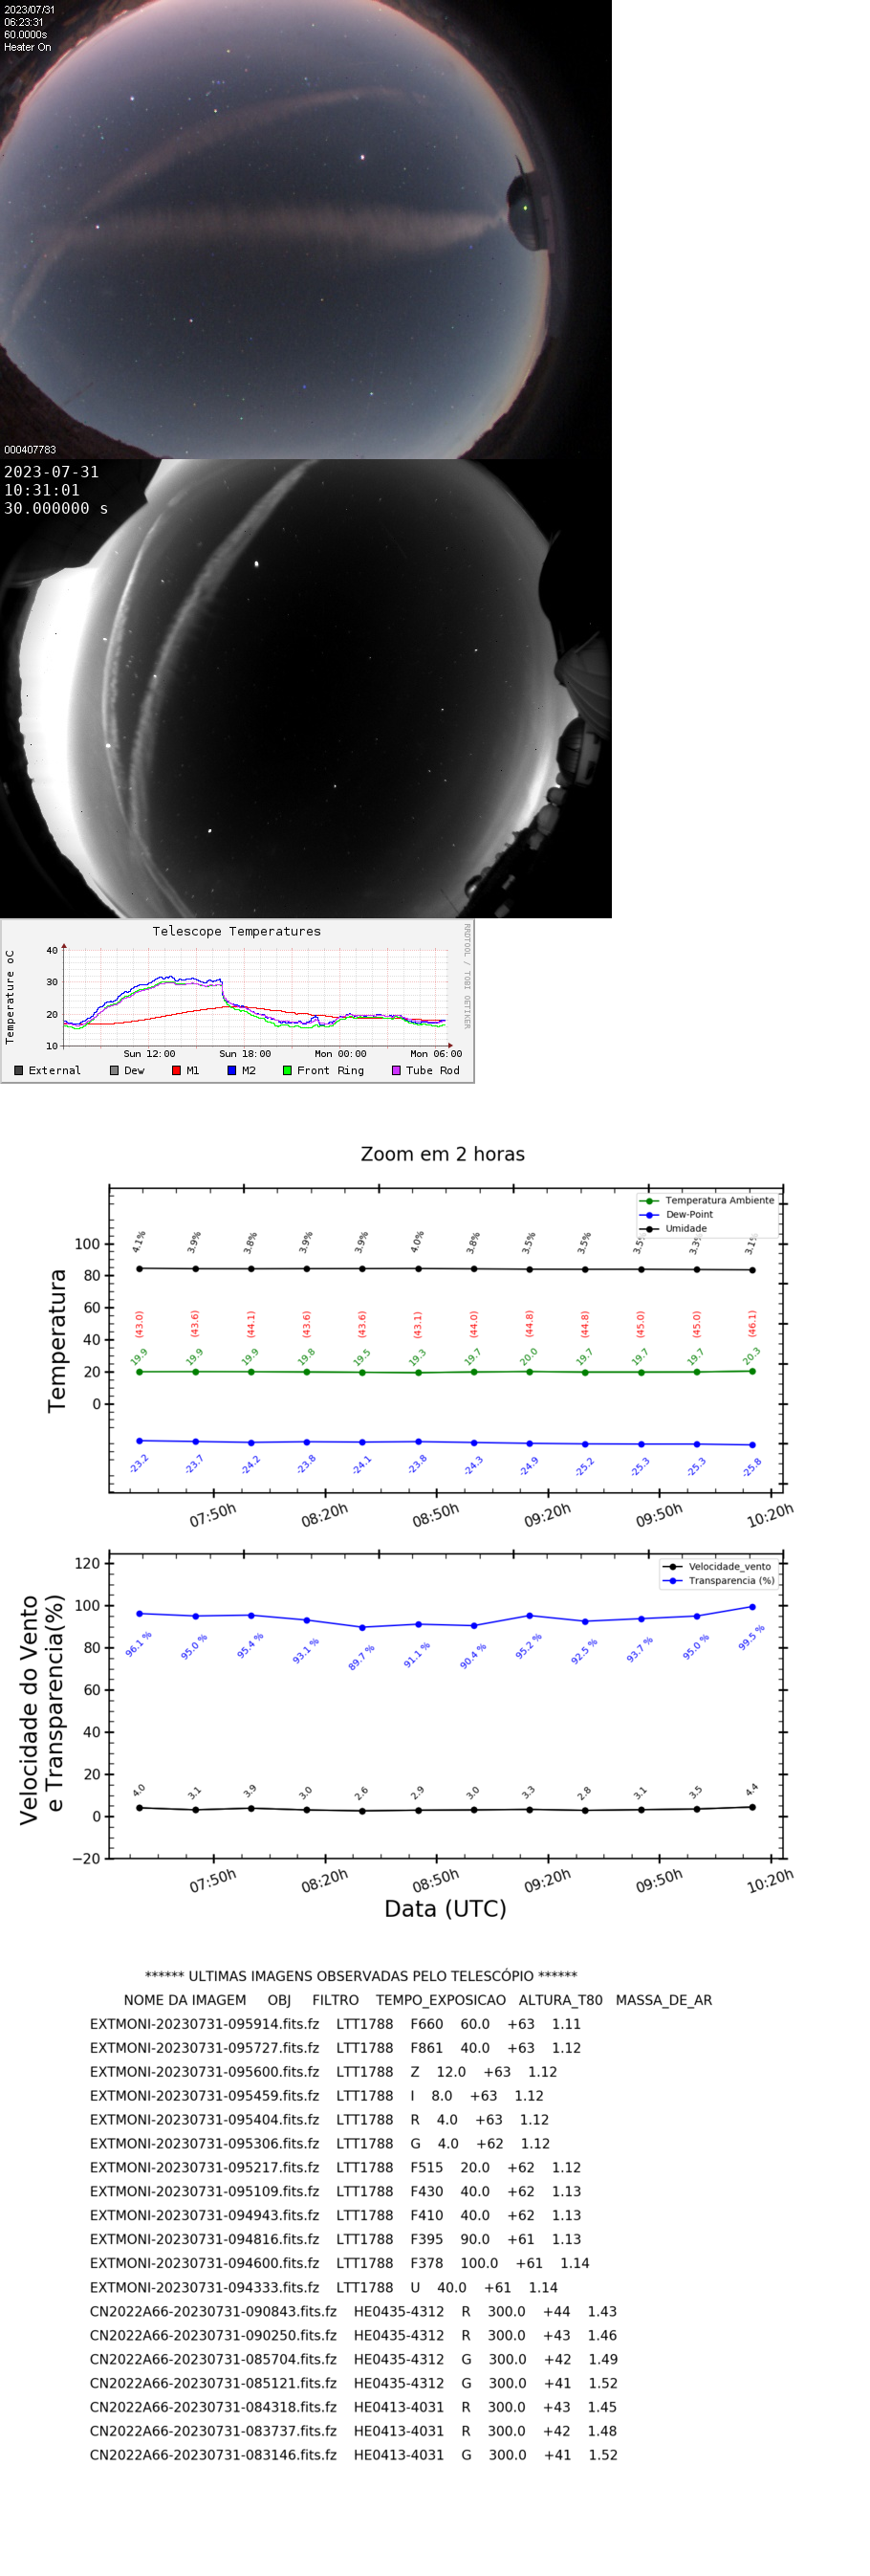 2023/07/31
06:23:31
60.0000s
Heater On
000407783
2023-07-31
10:31:01
30.000000 s
Telescope Temperatures
RRDTOOL / TOBI OETIKER
Temperature oC
40
30
20
10
Sun 12:00 Sun 18:00 Mon 00:00 Mon 06:00
External Dew M1 M2 Front Ring Tube Rod
Zoom em 2 horas
Temperatura Ambiente
Dew-Point
Umidade
4.1% 3.9% 3.8% 3.9% 3.9% 4.0% 3.8% 3.5% 3.5% 3.5% 3.3% 3.1%
Temperatura
100
80
60
40
20
0
(43.0) (43.6) (44.1) (43.6) (43.6) (43.1) (44.0) (44.8) (44.8) (45.0) (45.0) (46.1)
19.9 19.9 19.9 19.8 19.5 19.3 19.7 20.0 19.7 19.7 19.7 20.3
-23.2 -23.7 -24.2 -23.8 -24.1 -23.8 -24.3 -24.9 -25.2 -25.3 -25.3 -25.8
07:50h 08:20h 08:50h 09:20h 09:50h 10:20h
Velocidade_vento
Transparencia (%)
Velocidade do Vento
e Transparencia(%)
120
100
80
60
40
20
0
−20
96.1 % 95.0 % 95.4 % 93.1 % 89.7 % 91.1 % 90.4 % 95.2 % 92.5 % 93.7 % 95.0 % 99.5 %
4.0 3.1 3.9 3.0 2.6 2.9 3.0 3.3 2.8 3.1 3.5 4.4
07:50h 08:20h 08:50h 09:20h 09:50h 10:20h
Data (UTC)
****** ULTIMAS IMAGENS OBSERVADAS PELO TELESCÓPIO ******
NOME DA IMAGEM OBJ FILTRO TEMPO_EXPOSICAO ALTURA_T80 MASSA_DE_AR
EXTMONI-20230731-095914.fits.fz LTT1788 F660 60.0 +63 1.11
EXTMONI-20230731-095727.fits.fz LTT1788 F861 40.0 +63 1.12
EXTMONI-20230731-095600.fits.fz LTT1788 Z 12.0 +63 1.12
EXTMONI-20230731-095459.fits.fz LTT1788 I 8.0 +63 1.12
EXTMONI-20230731-095404.fits.fz LTT1788 R 4.0 +63 1.12
EXTMONI-20230731-095306.fits.fz LTT1788 G 4.0 +62 1.12
EXTMONI-20230731-095217.fits.fz LTT1788 F515 20.0 +62 1.12
EXTMONI-20230731-095109.fits.fz LTT1788 F430 40.0 +62 1.13
EXTMONI-20230731-094943.fits.fz LTT1788 F410 40.0 +62 1.13
EXTMONI-20230731-094816.fits.fz LTT1788 F395 90.0 +61 1.13
EXTMONI-20230731-094600.fits.fz LTT1788 F378 100.0 +61 1.14
EXTMONI-20230731-094333.fits.fz LTT1788 U 40.0 +61 1.14
CN2022A66-20230731-090843.fits.fz HE0435-4312 R 300.0 +44 1.43
CN2022A66-20230731-090250.fits.fz HE0435-4312 R 300.0 +43 1.46
CN2022A66-20230731-085704.fits.fz HE0435-4312 G 300.0 +42 1.49
CN2022A66-20230731-085121.fits.fz HE0435-4312 G 300.0 +41 1.52
CN2022A66-20230731-084318.fits.fz HE0413-4031 R 300.0 +43 1.45
CN2022A66-20230731-083737.fits.fz HE0413-4031 R 300.0 +42 1.48
CN2022A66-20230731-083146.fits.fz HE0413-4031 G 300.0 +41 1.52